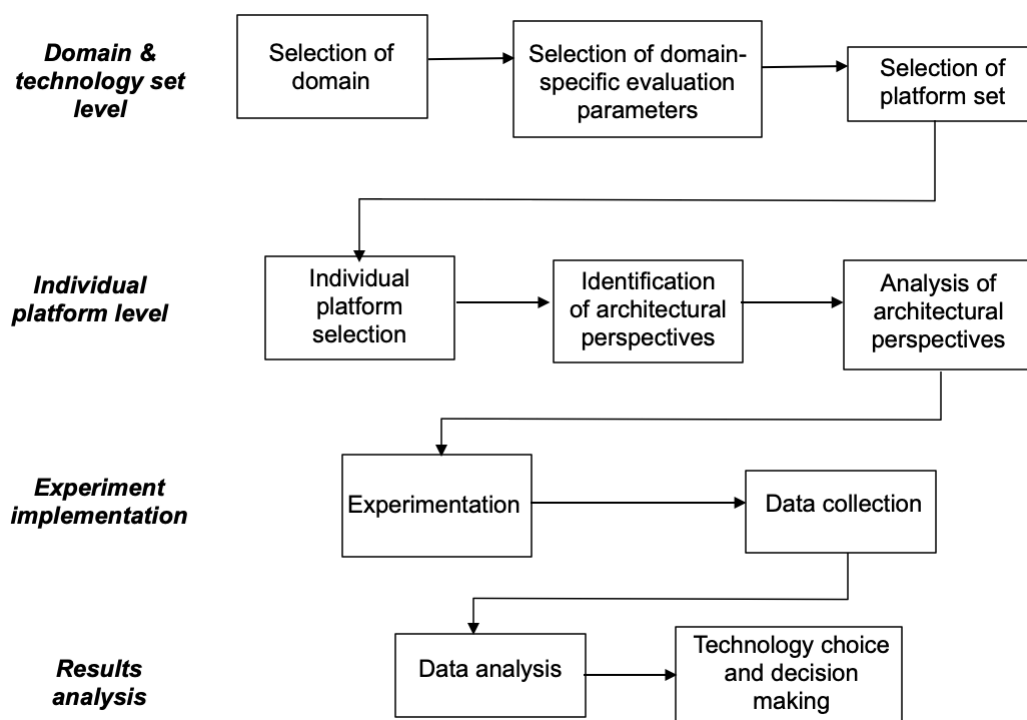 Domain &
technology set
level
Selection of
domain
Selection of domain-
specific evaluation
parameters
Selection of
platform set
Individual
platform level
Individual
platform
selection
Identification
of architectural
perspectives
Analysis of
architectural
perspectives
Experiment
implementation
Experimentation
Data collection
Results
analysis
Data analysis
Technology choice
and decision
making